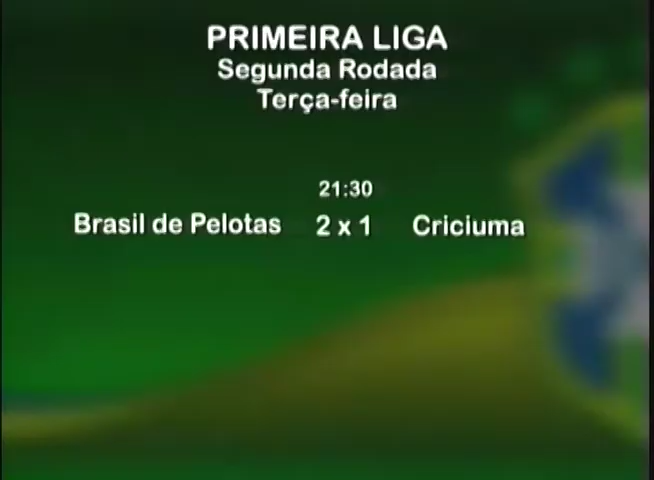 PRIMEIRA LIGA
Segunda Rodada
Terça-feira
21:30
Brasil de Pelotas 2 x 1 Criciuma